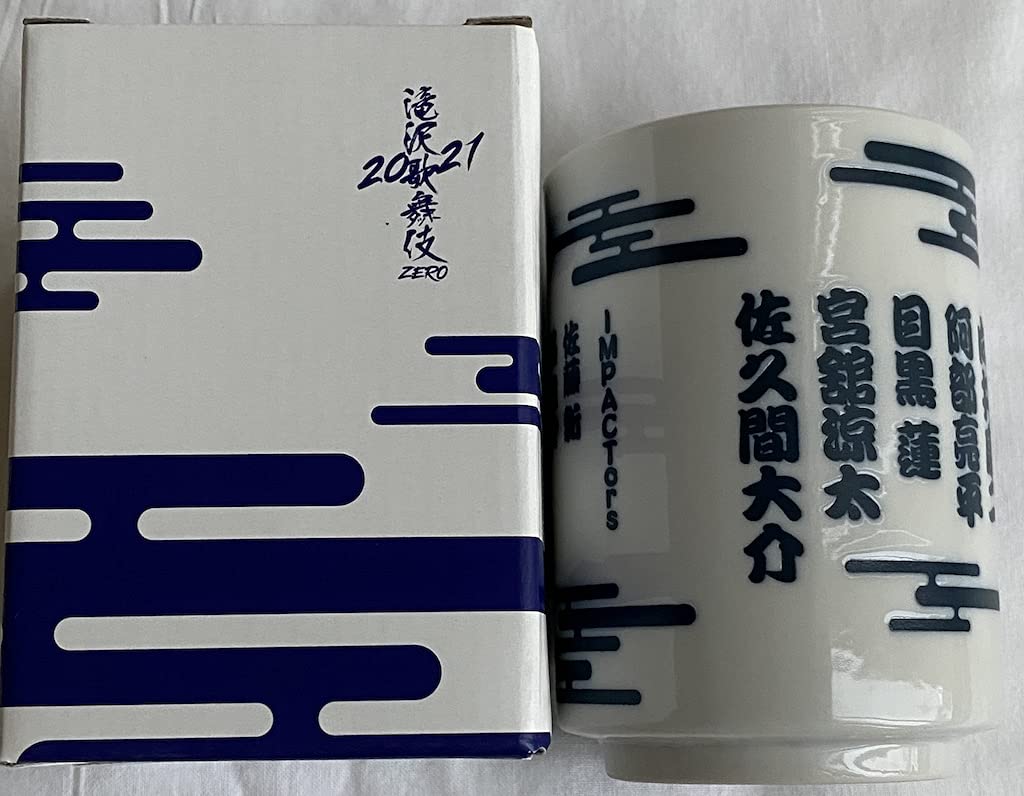 滝沢歌舞伎
2021
ZERO
阿部亮平
目黒 蓮
宮舘涼太
佐久間大介
IMPACTors
佐藤